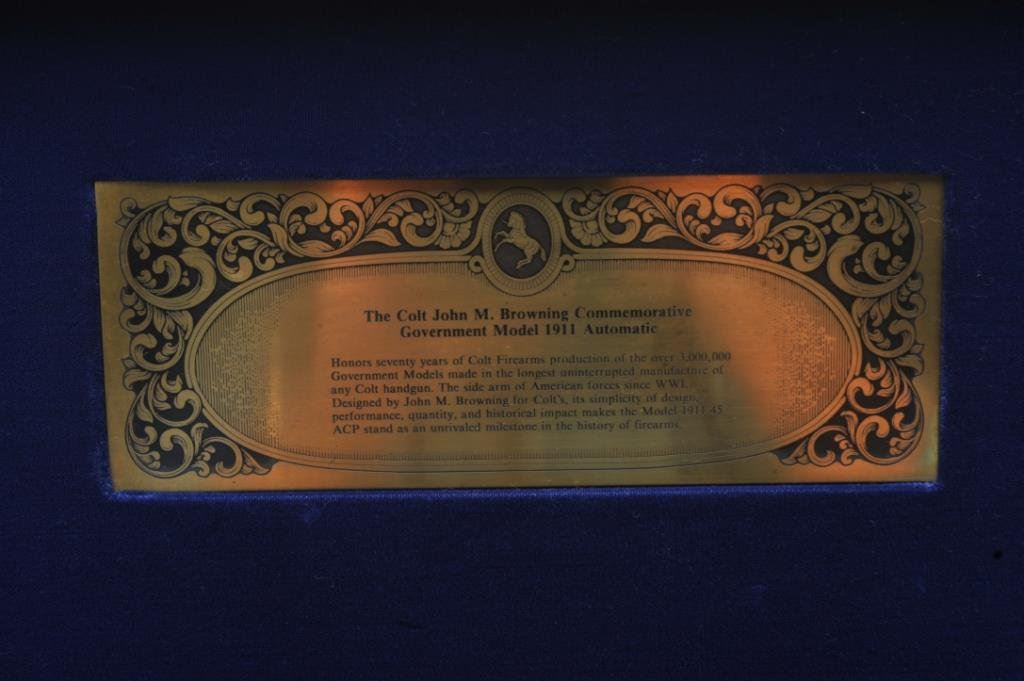 The Colt John M. Browning Commemorative
Government Model 1911 Automatic
Honors seventy years of Colt Firearms production of the over 3,000,000
Government Models made in the longest uninterrupted manufacture of
any Colt handgun. The side arm of American forces since WWI.
Designed by John M. Browning for Colt's, its simplicity of design,
performance, quantity, and historical impact makes the Model 1911 45
ACP stand as an unrivaled milestone in the history of firearms.